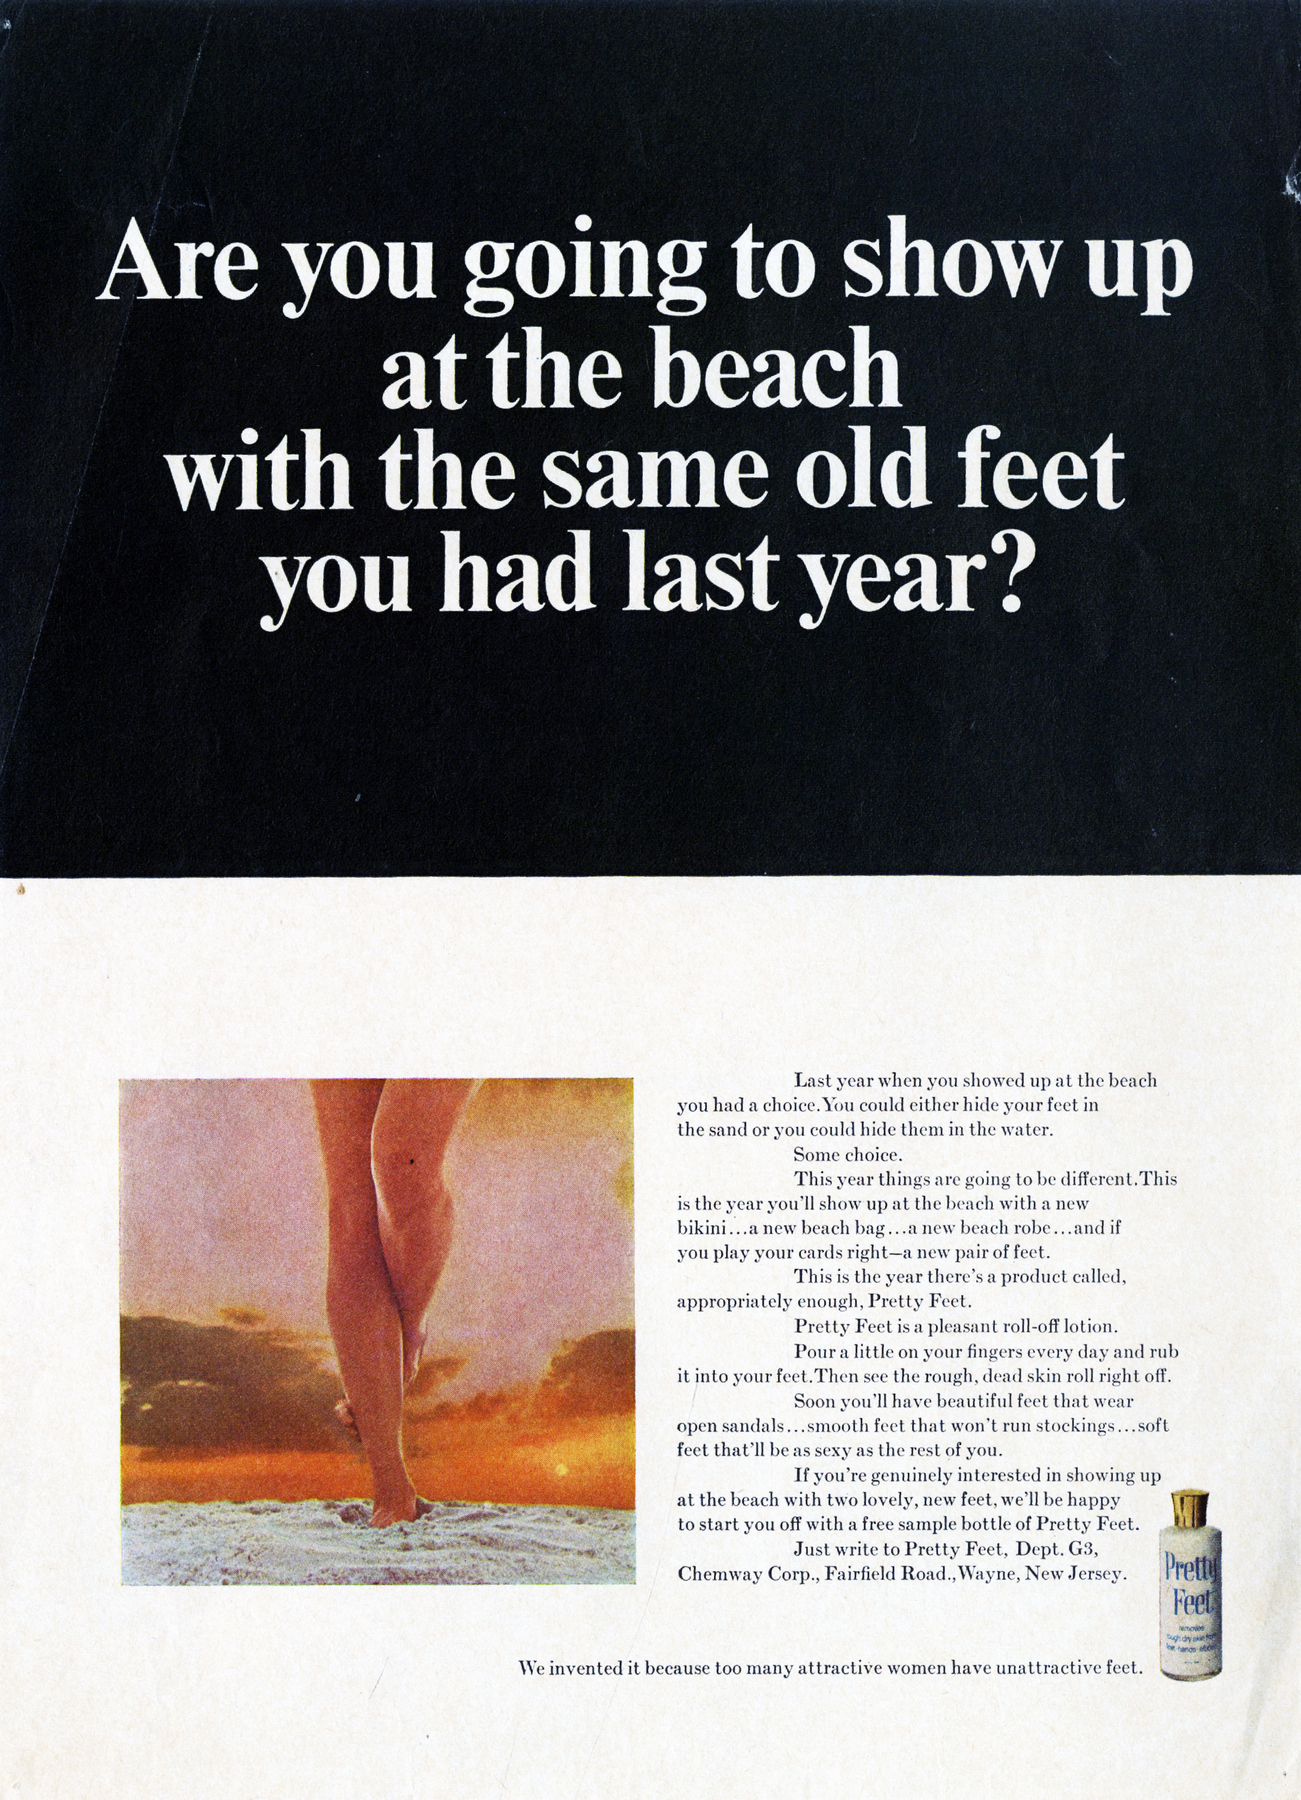 Are you going to show up
at the beach
with the same old feet
you had last year?
Last year when you showed up at the beach
you had a choice. You could either hide your feet in
the sand or you could hide them in the water.
Some choice.
This year things are going to be different. This
is the year you'll show up at the beach with a new
bikini...a new beach bag...a new beach robe...and if
you play your cards right—a new pair of feet.
This is the year there's a product called,
appropriately enough, Pretty Feet.
Pretty Feet is a pleasant roll-off lotion.
Pour a little on your fingers every day and rub
it into your feet. Then see the rough, dead skin roll right off.
Soon you'll have beautiful feet that wear
open sandals...smooth feet that won't run stockings...soft
feet that'll be as sexy as the rest of you.
If you're genuinely interested in showing up
at the beach with two lovely, new feet, we'll be happy
to start you off with a free sample bottle of Pretty Feet.
Just write to Pretty Feet, Dept. G3,
Chemway Corp., Fairfield Road., Wayne, New Jersey.
Pretty
Feet
removes
rough dry skin from
We invented it because too many attractive women have unattractive feet.